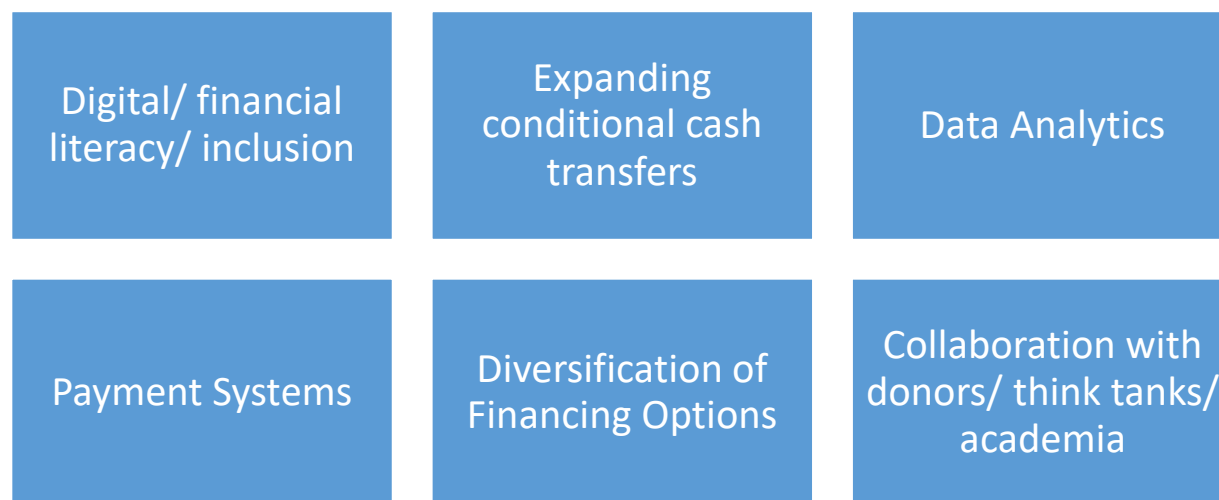 Digital/ financial
literacy/ inclusion
Expanding
conditional cash
transfers
Data Analytics
Payment Systems
Diversification of
Financing Options
Collaboration with
donors/ think tanks/
academia